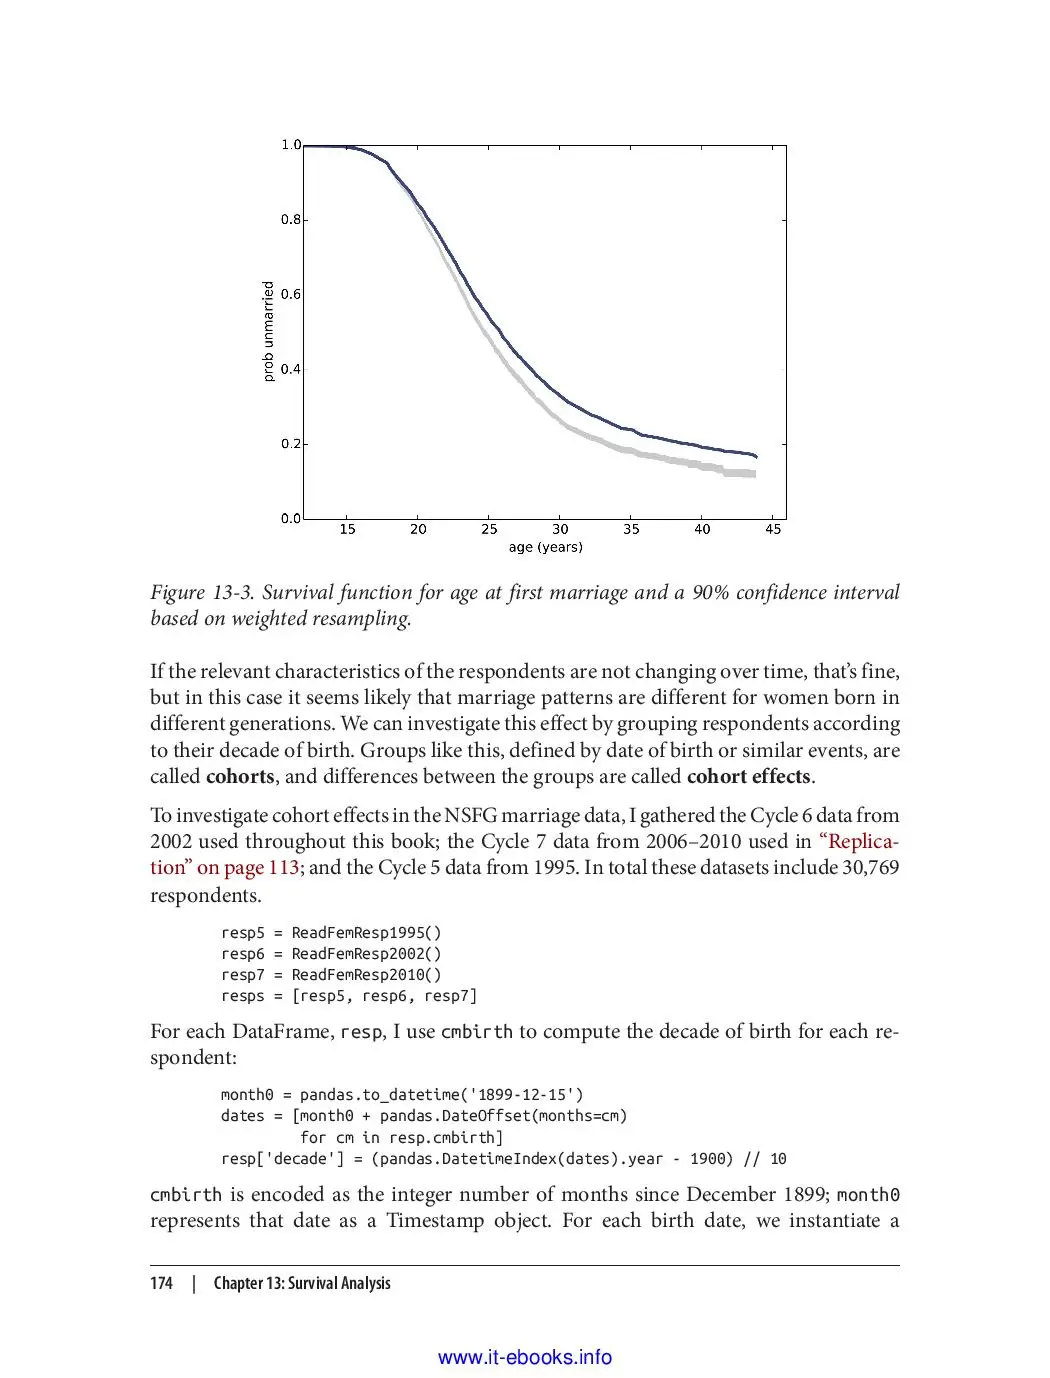 1.0
0.8
0.6
0.4
0.2
0.0
prob unmarried
15 20 25 30 35 40 45
age (years)
Figure 13-3. Survival function for age at first marriage and a 90% confidence interval
based on weighted resampling.
If the relevant characteristics of the respondents are not changing over time, that’s fine,
but in this case it seems likely that marriage patterns are different for women born in
different generations. We can investigate this effect by grouping respondents according
to their decade of birth. Groups like this, defined by date of birth or similar events, are
called cohorts, and differences between the groups are called cohort effects.
To investigate cohort effects in the NSFG marriage data, I gathered the Cycle 6 data from
2002 used throughout this book; the Cycle 7 data from 2006–2010 used in “Replica-
tion” on page 113; and the Cycle 5 data from 1995. In total these datasets include 30,769
respondents.
resp5 = ReadFemResp1995()
resp6 = ReadFemResp2002()
resp7 = ReadFemResp2010()
resps = [resp5, resp6, resp7]
For each DataFrame, resp, I use cmbirth to compute the decade of birth for each re-
spondent:
month0 = pandas.to_datetime('1899-12-15')
dates = [month0 + pandas.DateOffset(months=cm)
for cm in resp.cmbirth]
resp['decade'] = (pandas.DatetimeIndex(dates).year - 1900) // 10
cmbirth is encoded as the integer number of months since December 1899; month0
represents that date as a Timestamp object. For each birth date, we instantiate a
174 | Chapter 13: Survival Analysis
www.it-ebooks.info